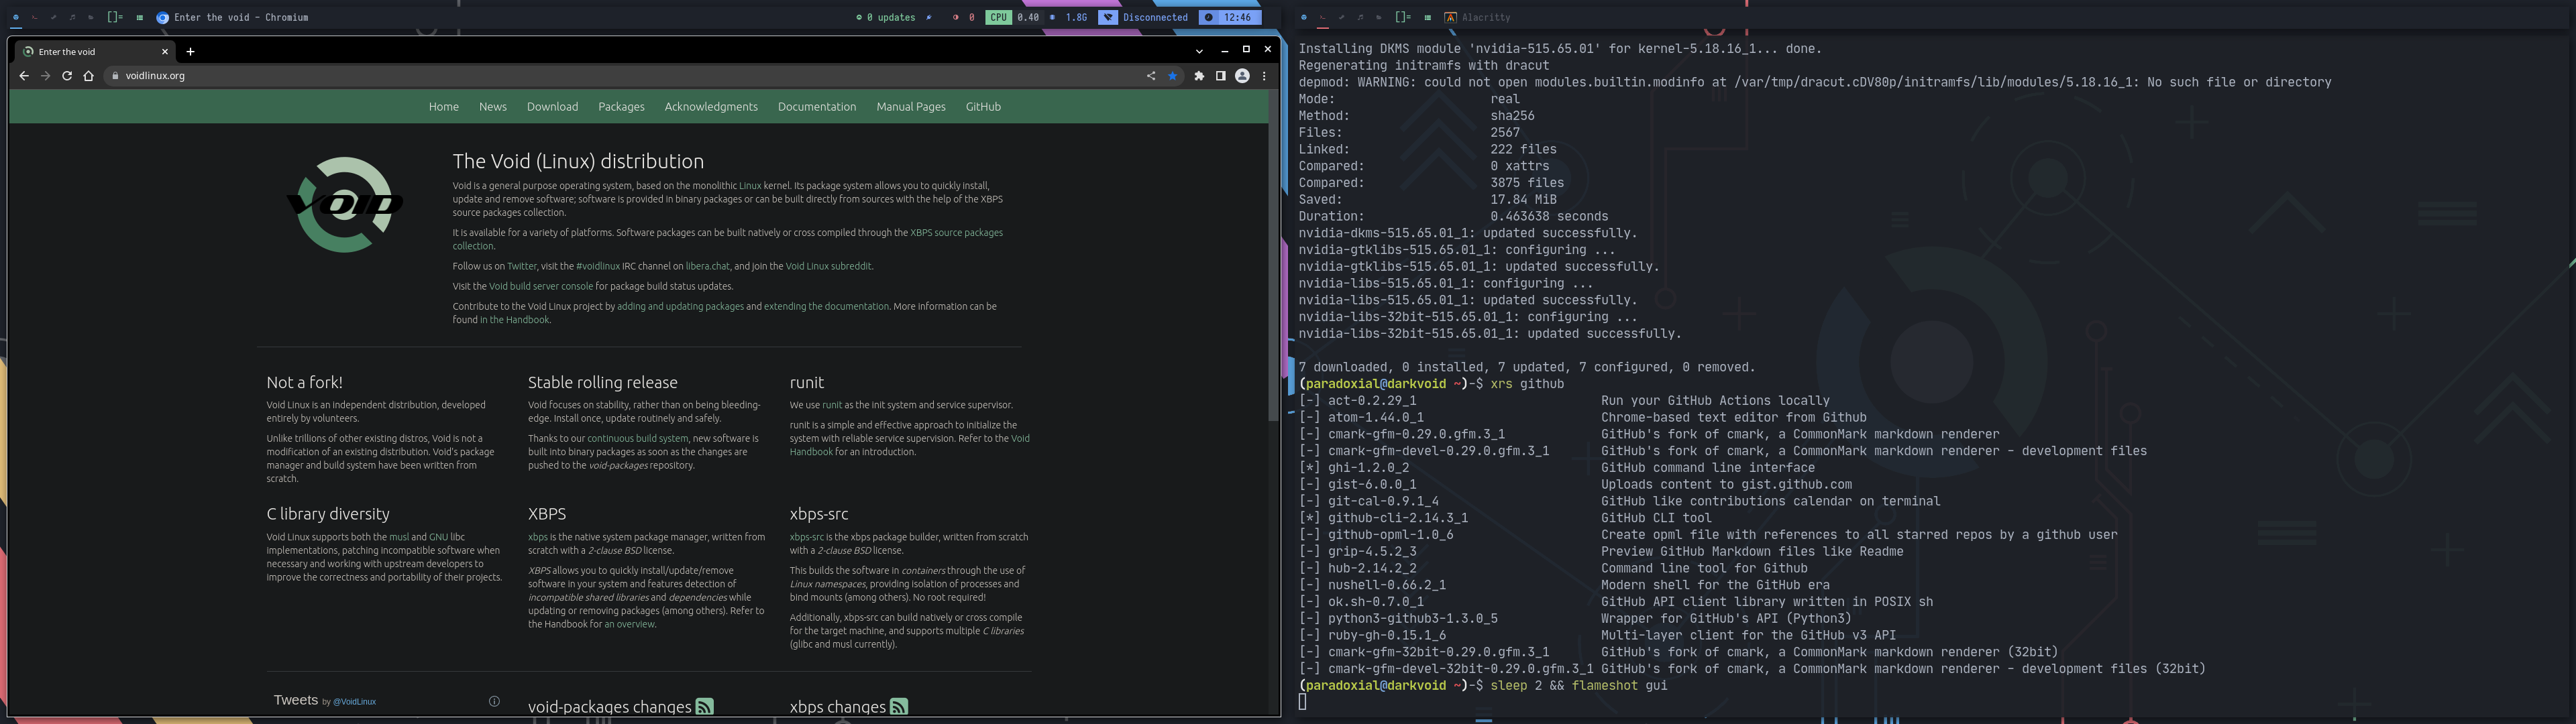 []= Enter the void - Chromium 0 updates 0 CPU 0.40 1.8G Disconnected 12:46
Enter the void
voidlinux.org
Home News Download Packages Acknowledgments Documentation Manual Pages GitHub
VOID
The Void (Linux) distribution
Void is a general purpose operating system, based on the monolithic Linux kernel. Its package system allows you to quickly install,
update and remove software; software is provided in binary packages or can be built directly from sources with the help of the XBPS
source packages collection.
It is available for a variety of platforms. Software packages can be built natively or cross compiled through the XBPS source packages
collection.
Follow us on Twitter, visit the #voidlinux IRC channel on libera.chat, and join the Void Linux subreddit.
Visit the Void build server console for package build status updates.
Contribute to the Void Linux project by adding and updating packages and extending the documentation. More information can be
found in the Handbook.
Not a fork!
Void Linux is an independent distribution, developed
entirely by volunteers.
Unlike trillions of other existing distros, Void is not a
modification of an existing distribution. Void's package
manager and build system have been written from
scratch.
Stable rolling release
Void focuses on stability, rather than on being bleeding-
edge. Install once, update routinely and safely.
Thanks to our continuous build system, new software is
built into binary packages as soon as the changes are
pushed to the void-packages repository.
runit
We use runit as the init system and service supervisor.
runit is a simple and effective approach to initialize the
system with reliable service supervision. Refer to the Void
Handbook for an introduction.
C library diversity
Void Linux supports both the musl and GNU libc
implementations, patching incompatible software when
necessary and working with upstream developers to
improve the correctness and portability of their projects.
XBPS
xbps is the native system package manager, written from
scratch with a 2-clause BSD license.
XBPS allows you to quickly install/update/remove
software in your system and features detection of
incompatible shared libraries and dependencies while
updating or removing packages (among others). Refer to
the Handbook for an overview.
xbps-src
xbps-src is the xbps package builder, written from scratch
with a 2-clause BSD license.
This builds the software in containers through the use of
Linux namespaces, providing isolation of processes and
bind mounts (among others). No root required!
Additionally, xbps-src can build natively or cross compile
for the target machine, and supports multiple C libraries
(glibc and musl currently).
Tweets by @VoidLinux
void-packages changes
xbps changes
[]= Alacritty
Installing DKMS module 'nvidia-515.65.01' for kernel-5.18.16_1... done.
Regenerating initramfs with dracut
depmod: WARNING: could not open modules.builtin.modinfo at /var/tmp/dracut.cDV80p/initramfs/lib/modules/5.18.16_1: No such file or directory
Mode: real
Method: sha256
Files: 2567
Linked: 222 files
Compared: 0 xattrs
Compared: 3875 files
Saved: 17.84 MiB
Duration: 0.463638 seconds
nvidia-dkms-515.65.01_1: updated successfully.
nvidia-gtklibs-515.65.01_1: configuring ...
nvidia-gtklibs-515.65.01_1: updated successfully.
nvidia-libs-515.65.01_1: configuring ...
nvidia-libs-515.65.01_1: updated successfully.
nvidia-libs-32bit-515.65.01_1: configuring ...
nvidia-libs-32bit-515.65.01_1: updated successfully.
7 downloaded, 0 installed, 7 updated, 7 configured, 0 removed.
(paradoxial@darkvoid ~)-$ xrs github
[-] act-0.2.29_1 Run your GitHub Actions locally
[-] atom-1.44.0_1 Chrome-based text editor from Github
[-] cmark-gfm-0.29.0.gfm.3_1 GitHub's fork of cmark, a CommonMark markdown renderer
[-] cmark-gfm-devel-0.29.0.gfm.3_1 GitHub's fork of cmark, a CommonMark markdown renderer - development files
[*] ghi-1.2.0_2 GitHub command line interface
[-] gist-6.0.0_1 Uploads content to gist.github.com
[-] git-cal-0.9.1_4 GitHub like contributions calendar on terminal
[*] github-cli-2.14.3_1 GitHub CLI tool
[-] github-opml-1.0_6 Create opml file with references to all starred repos by a github user
[-] grip-4.5.2_3 Preview GitHub Markdown files like Readme
[-] hub-2.14.2_2 Command line tool for Github
[-] nushell-0.66.2_1 Modern shell for the GitHub era
[-] ok.sh-0.7.0_1 GitHub API client library written in POSIX sh
[-] python3-github3-1.3.0_5 Wrapper for GitHub's API (Python3)
[-] ruby-gh-0.15.1_6 Multi-layer client for the GitHub v3 API
[-] cmark-gfm-32bit-0.29.0.gfm.3_1 GitHub's fork of cmark, a CommonMark markdown renderer (32bit)
[-] cmark-gfm-devel-32bit-0.29.0.gfm.3_1 GitHub's fork of cmark, a CommonMark markdown renderer - development files (32bit)
(paradoxial@darkvoid ~)-$ sleep 2 && flameshot gui